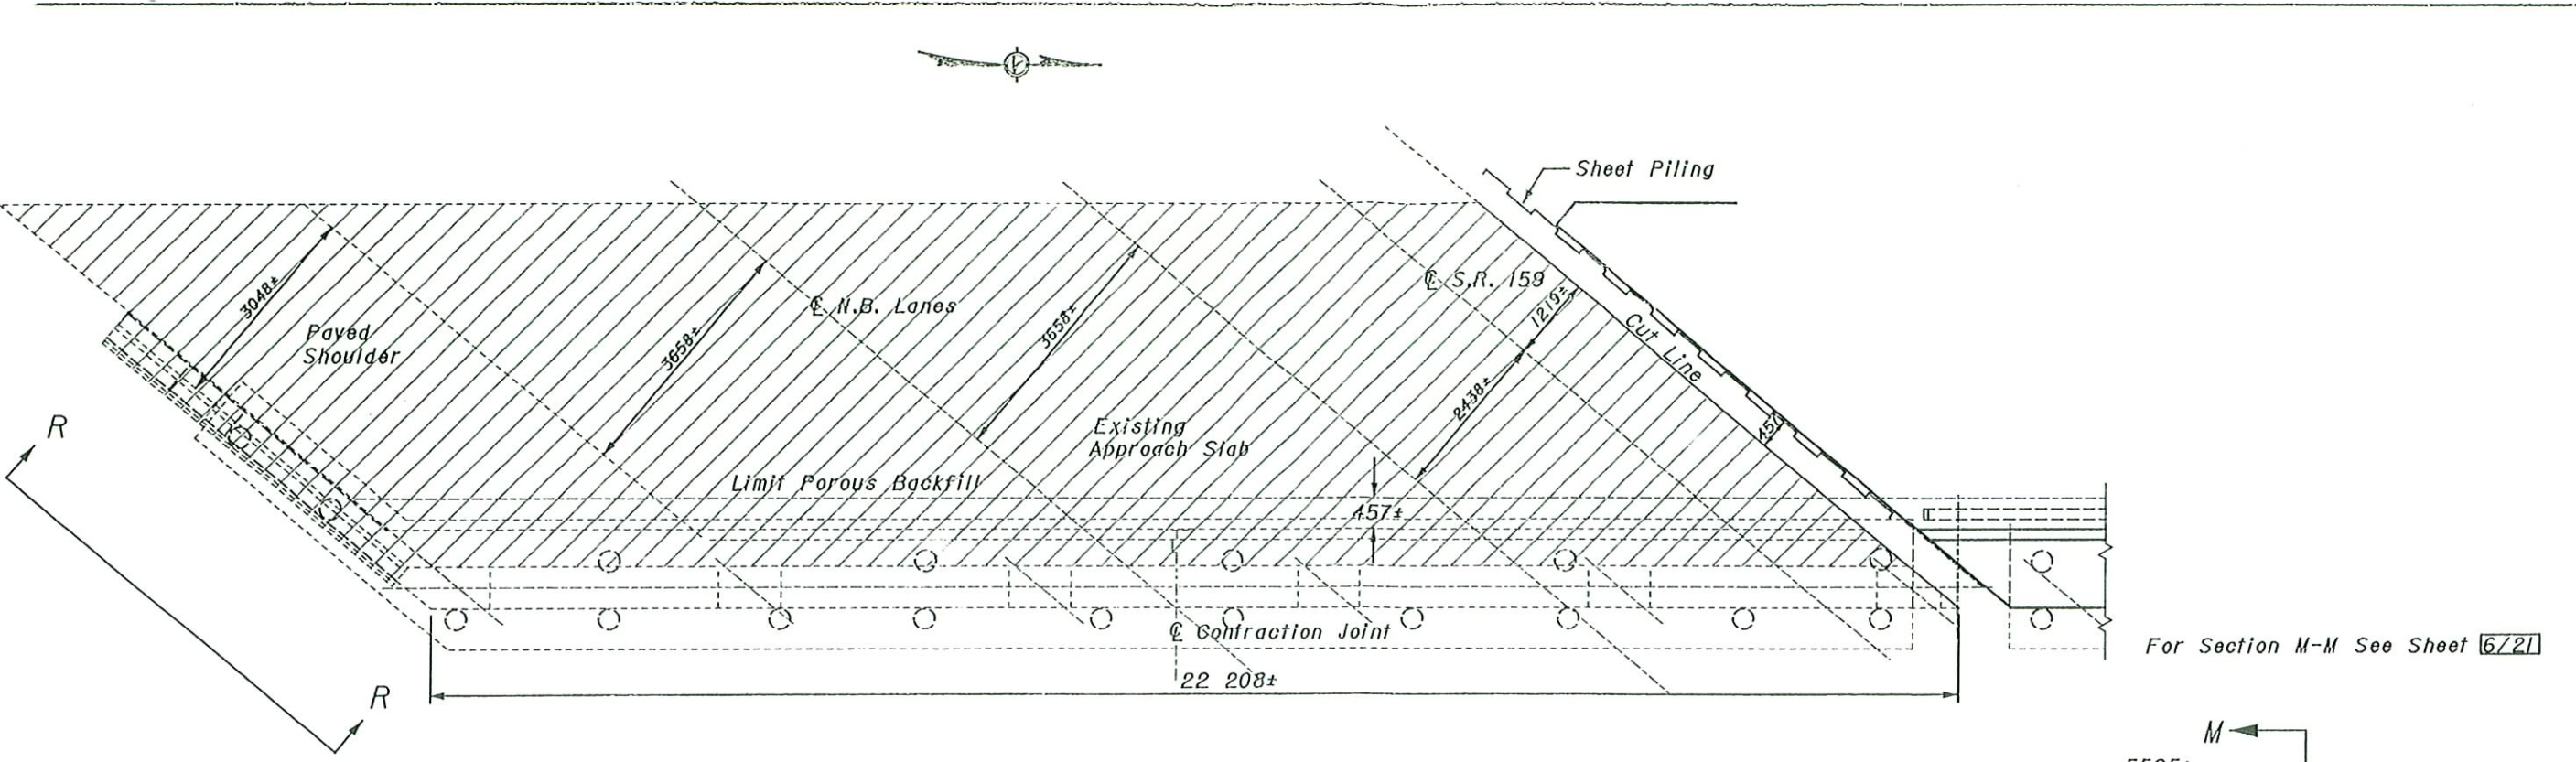 Sheet Piling
℄ S.R. 159
1219±
3048±
℄ N.B. Lanes
3658±
3658±
Paved
Shoulder
Cut Line
2438±
457
Existing
Approach Slab
Limit Porous Backfill
457±
R
℄ Contraction Joint
For Section M-M See Sheet 6/21
22 208±
R
M